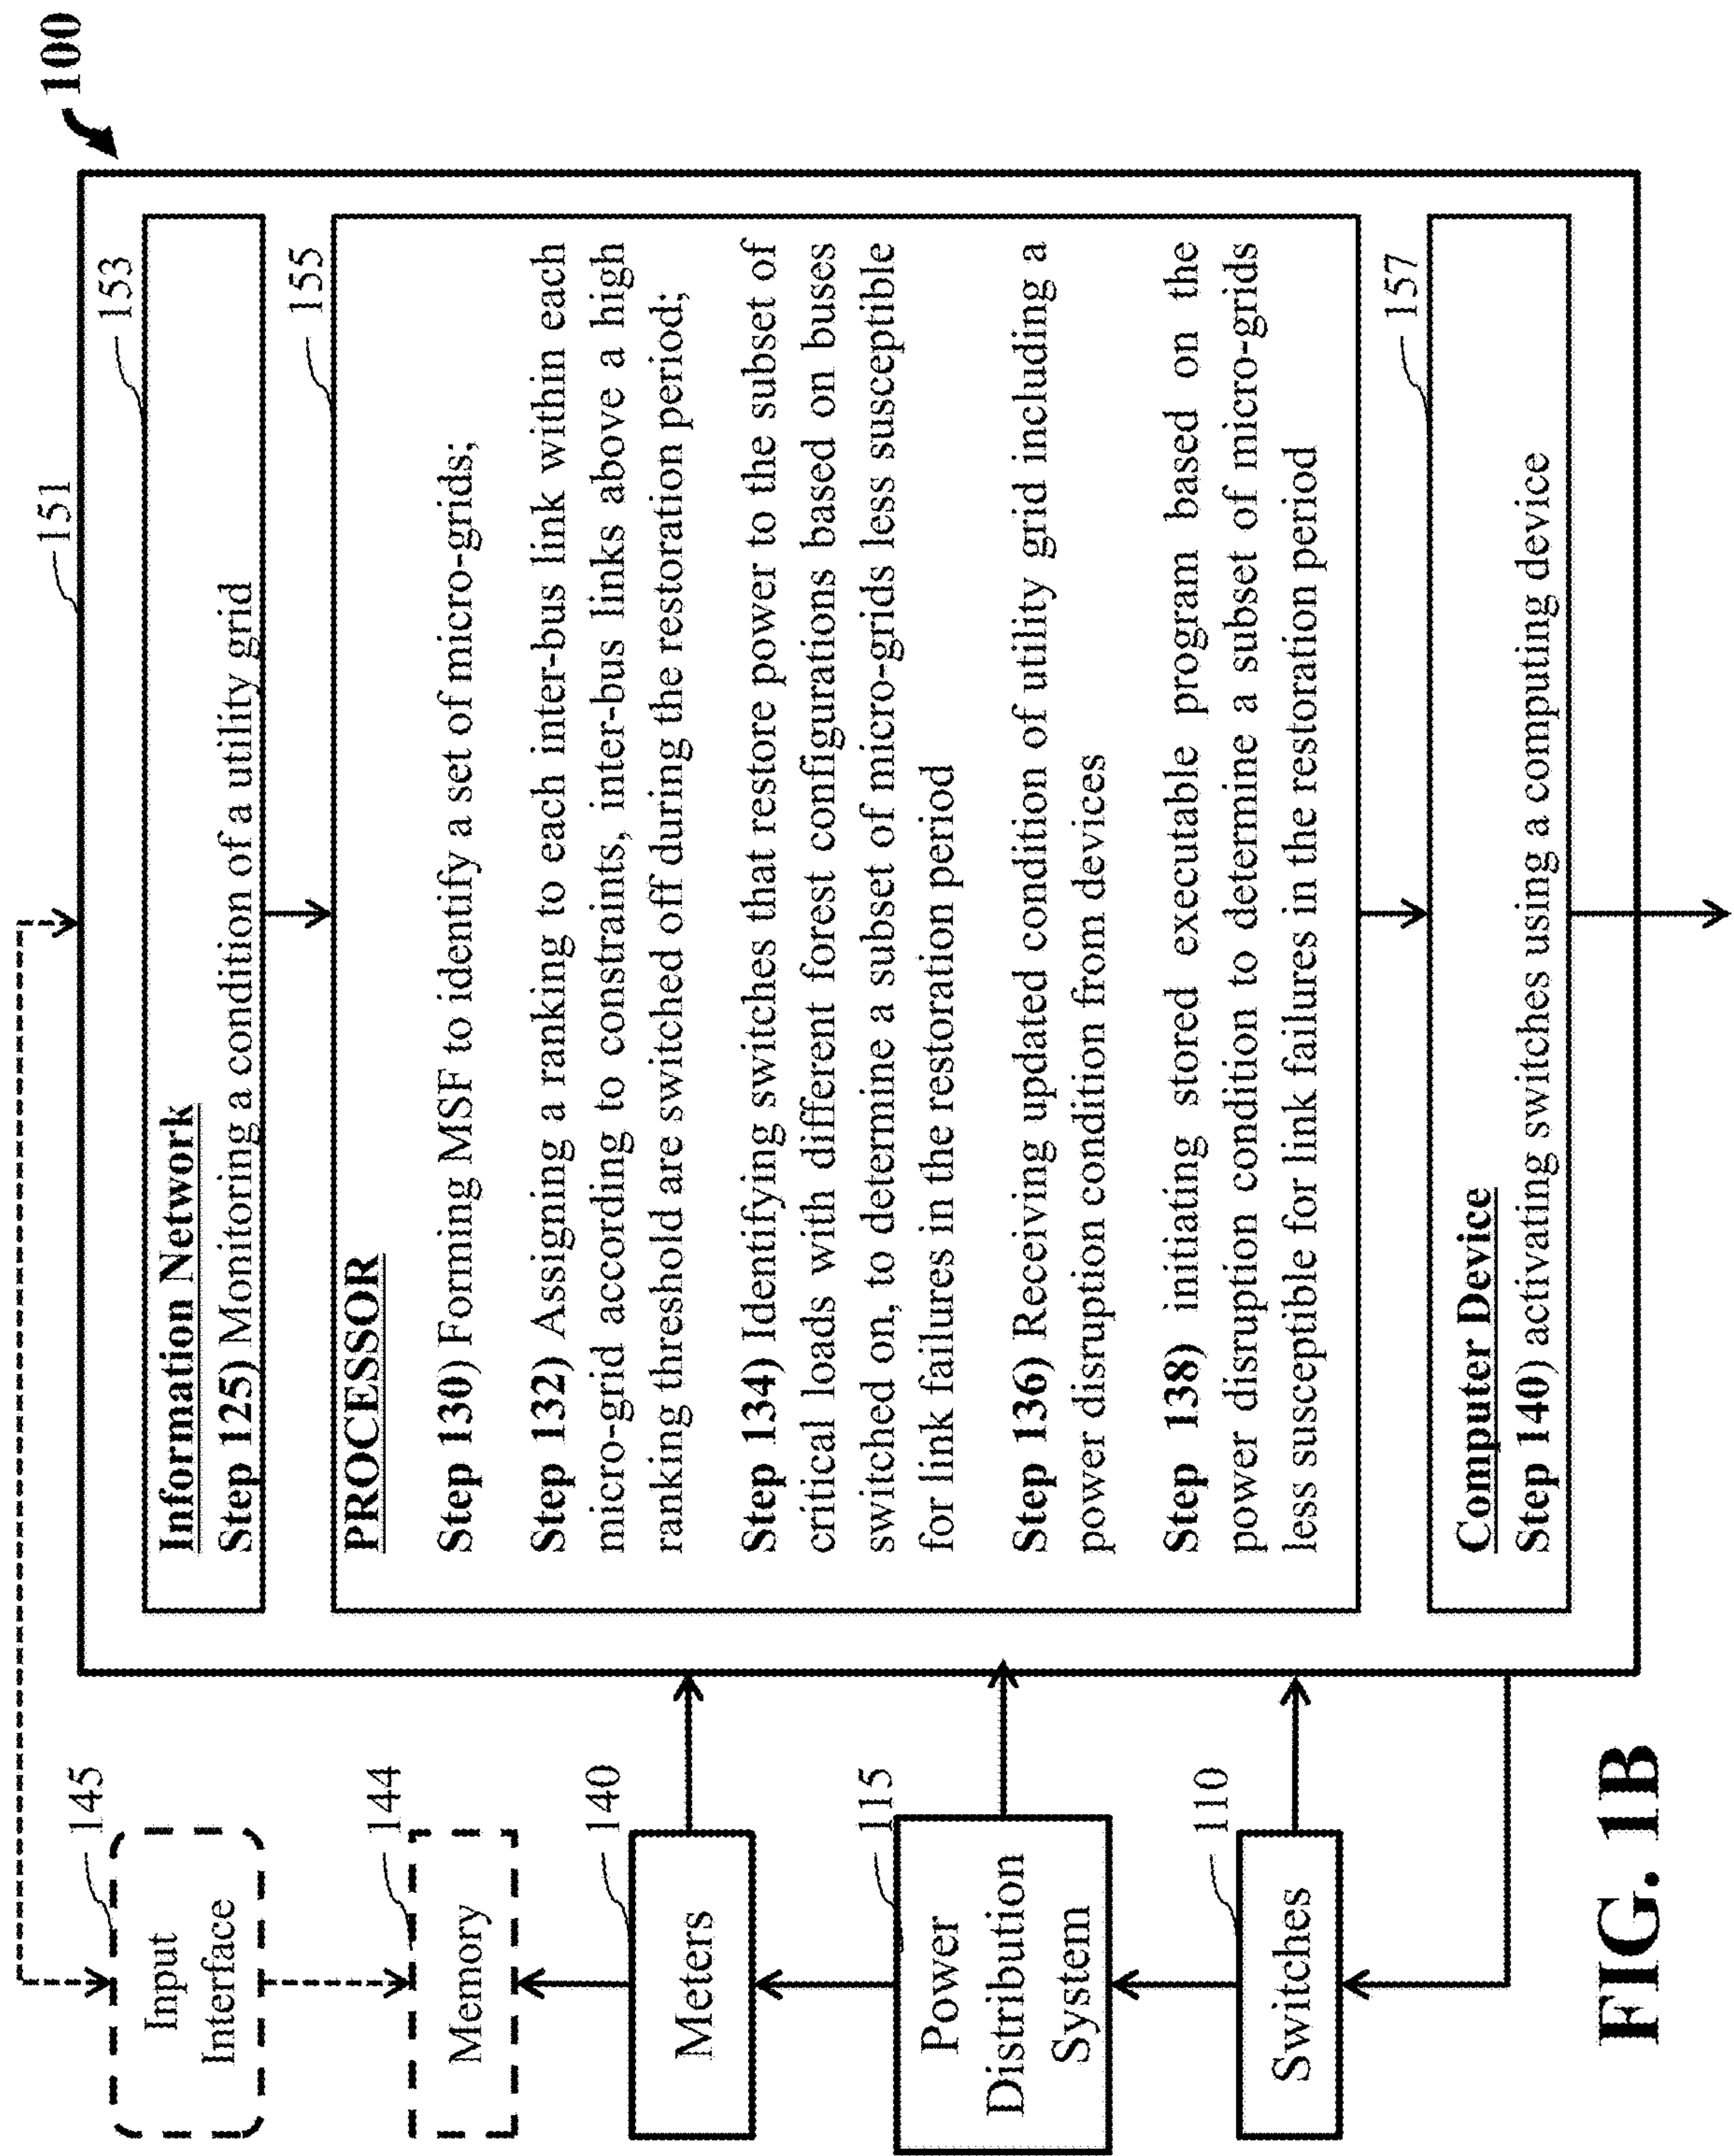 100
151
153
Information Network
Step 125) Monitoring a condition of a utility grid
155
PROCESSOR
Step 130) Forming MSF to identify a set of micro-grids;
Step 132) Assigning a ranking to each inter-bus link within each
micro-grid according to constraints, inter-bus links above a high
ranking threshold are switched off during the restoration period;
Step 134) Identifying switches that restore power to the subset of
critical loads with different forest configurations based on buses
switched on, to determine a subset of micro-grids less susceptible
for link failures in the restoration period
Step 136) Receiving updated condition of utility grid including a
power disruption condition from devices
Step 138) initiating stored executable program based on the
power disruption condition to determine a subset of micro-grids
less susceptible for link failures in the restoration period
157
Computer Device
Step 140) activating switches using a computing device
145
Input
Interface
144
Memory
140
Meters
115
Power
Distribution
System
110
Switches
FIG. 1B